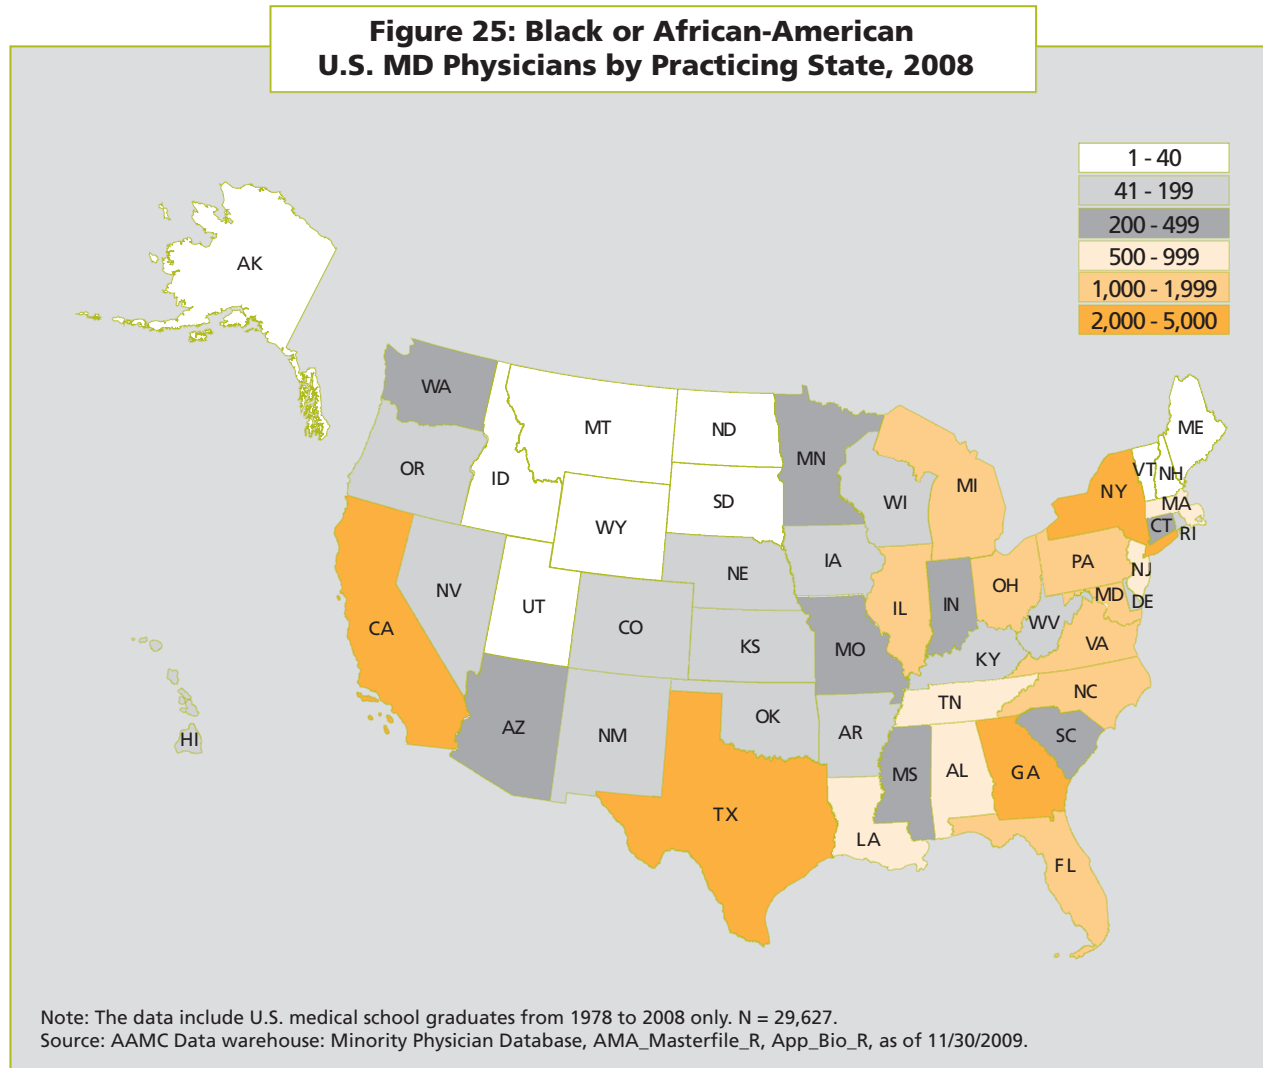 Figure 25: Black or African-American
U.S. MD Physicians by Practicing State, 2008
1 - 40
41 - 199
200 - 499
500 - 999
1,000 - 1,999
2,000 - 5,000
AK
WA
MT
ND
MN
ME
VT
NH
OR
ID
SD
WI
MI
NY
MA
CT
RI
WY
IA
PA
NJ
NE
NV
UT
CO
IL
IN
OH
MD
DE
WV
CA
KS
MO
KY
VA
HI
AZ
NM
OK
AR
TN
NC
SC
MS
AL
GA
TX
LA
FL
Note: The data include U.S. medical school graduates from 1978 to 2008 only. N = 29,627.
Source: AAMC Data warehouse: Minority Physician Database, AMA_Masterfile_R, App_Bio_R, as of 11/30/2009.